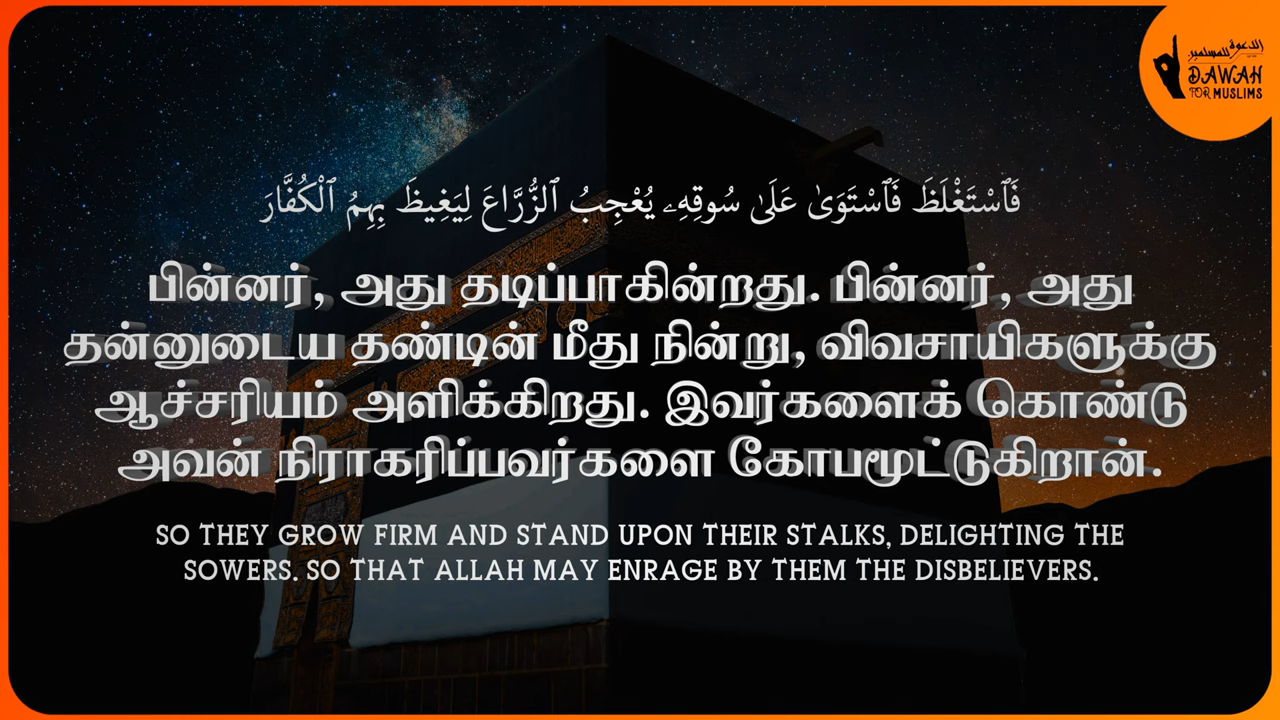 الدعوة للمسلمين
DAWAH
FOR MUSLIMS
فَٱسْتَغْلَظَ فَٱسْتَوَىٰ عَلَىٰ سُوقِهِۦ يُعْجِبُ ٱلزُّرَّاعَ لِيَغِيظَ بِهِمُ ٱلْكُفَّارَ
பின்னர், அது தடிப்பாகின்றது. பின்னர், அது
தன்னுடைய தண்டின் மீது நின்று, விவசாயிகளுக்கு
ஆச்சரியம் அளிக்கிறது. இவர்களைக் கொண்டு
அவன் நிராகரிப்பவர்களை கோபமூட்டுகிறான்.
SO THEY GROW FIRM AND STAND UPON THEIR STALKS, DELIGHTING THE
SOWERS. SO THAT ALLAH MAY ENRAGE BY THEM THE DISBELIEVERS.